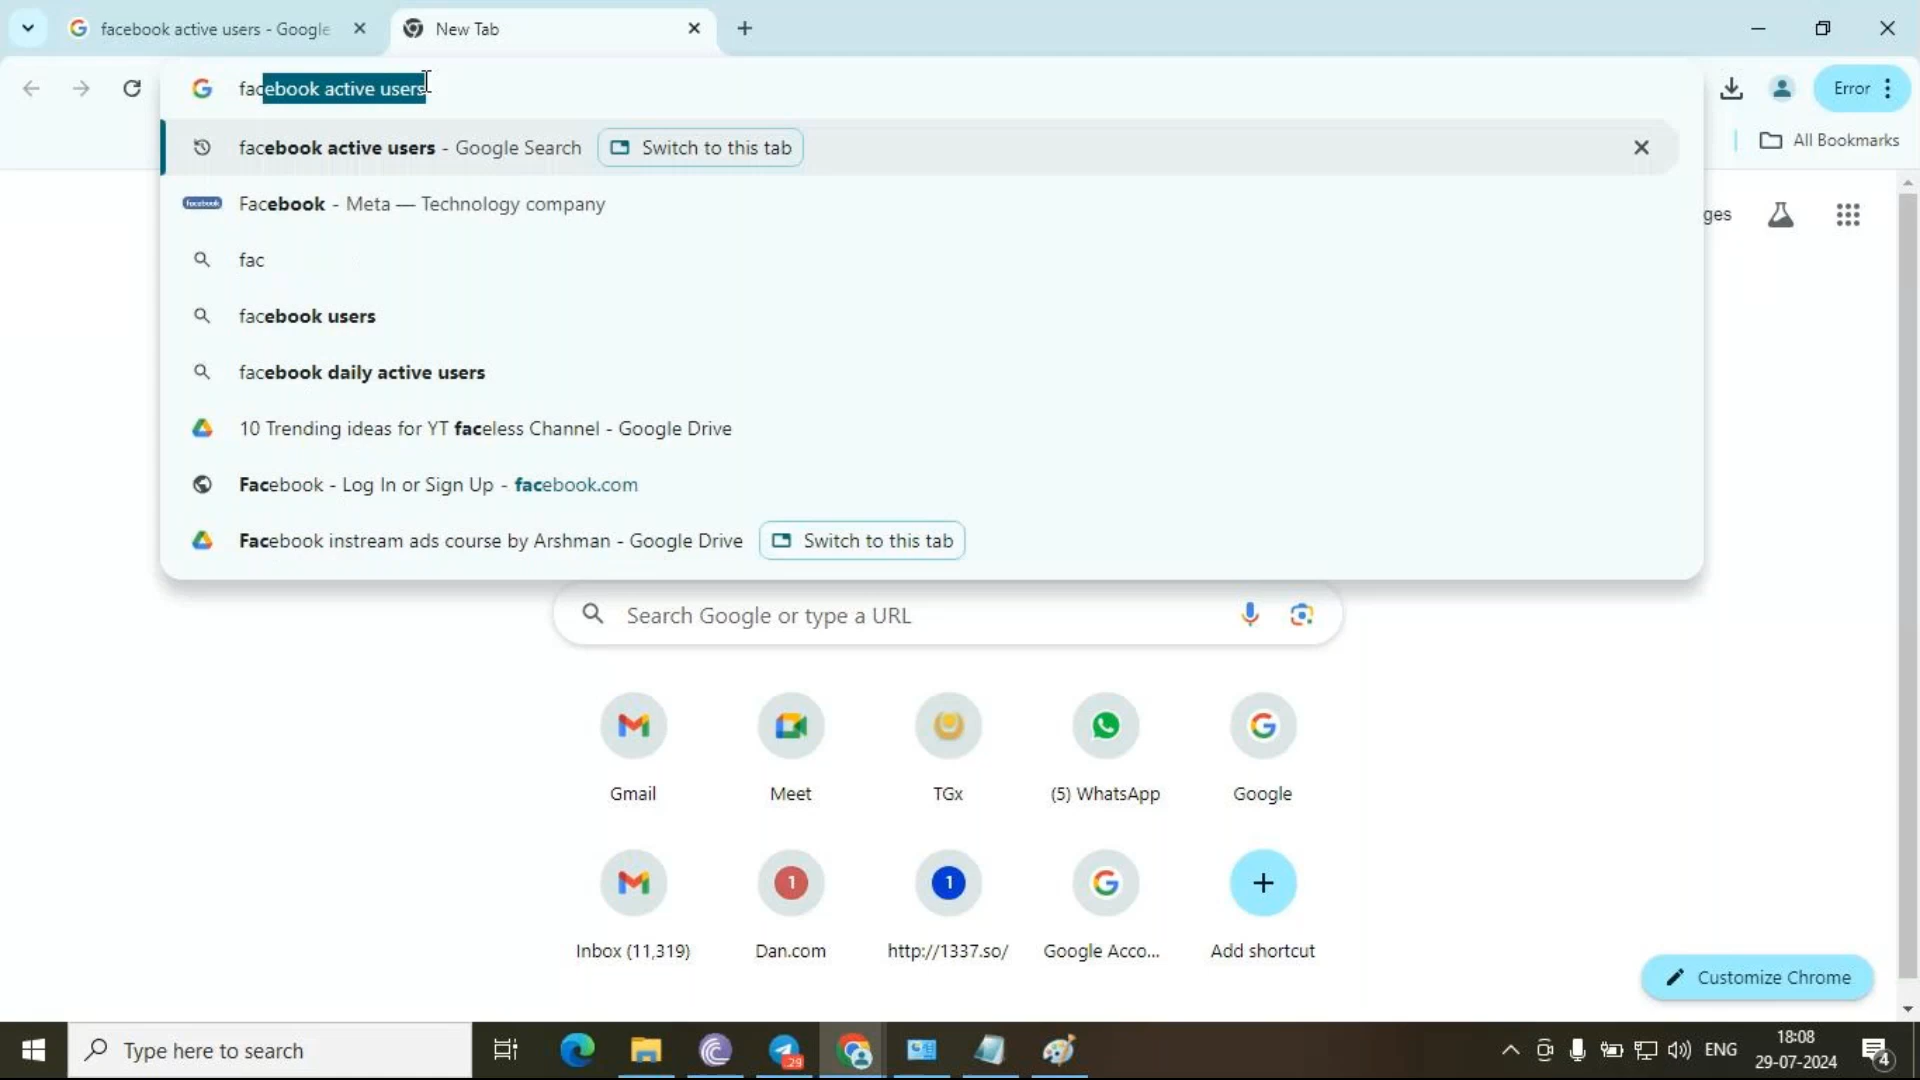 facebook active users - Google
New Tab
facebook active users
Error
facebook active users - Google Search Switch to this tab
All Bookmarks
Facebook - Meta — Technology company
ges
fac
facebook users
facebook daily active users
10 Trending ideas for YT faceless Channel - Google Drive
Facebook - Log In or Sign Up - facebook.com
Facebook instream ads course by Arshman - Google Drive Switch to this tab
Search Google or type a URL
Gmail
Meet
TGx
(5) WhatsApp
Google
1
1
Inbox (11,319)
Dan.com
http://1337.so/
Google Acco...
Add shortcut
Customize Chrome
Type here to search
29
ENG
18:08
29-07-2024
4